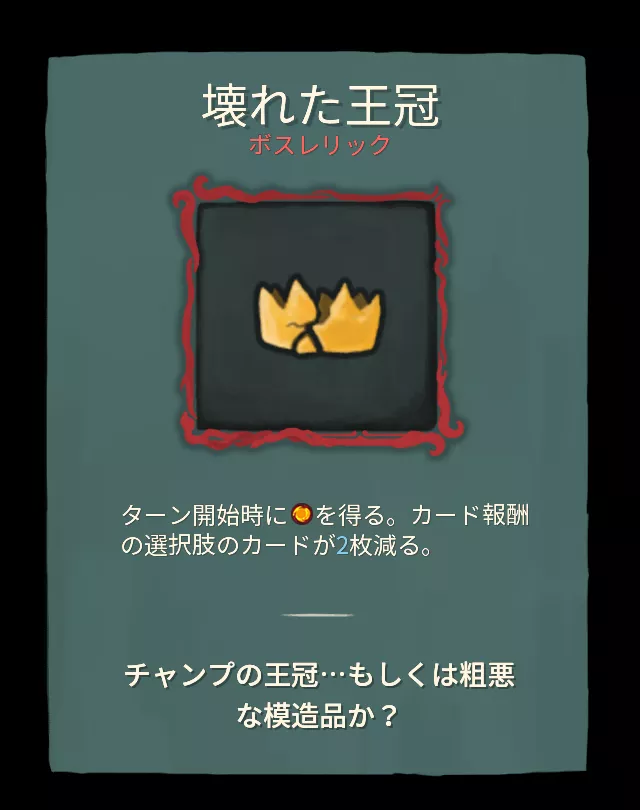 壊れた王冠
ボスレリック
ターン開始時にを得る。カード報酬
の選択肢のカードが2枚減る。
チャンプの王冠…もしくは粗悪
な模造品か？